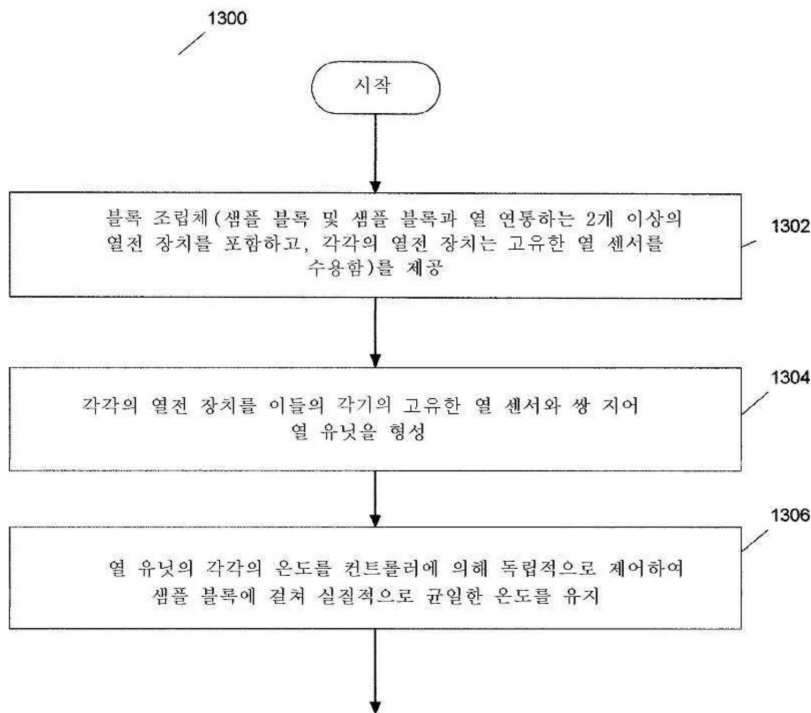 1300
시작
블록 조립체(샘플 블록 및 샘플 블록과 열 연통하는 2개 이상의
열전 장치를 포함하고, 각각의 열전 장치는 고유한 열 센서를
수용함)를 제공
1302
각각의 열전 장치를 이들의 각기의 고유한 열 센서와 쌍 지어
열 유닛을 형성
1304
열 유닛의 각각의 온도를 컨트롤러에 의해 독립적으로 제어하여
샘플 블록에 걸쳐 실질적으로 균일한 온도를 유지
1306